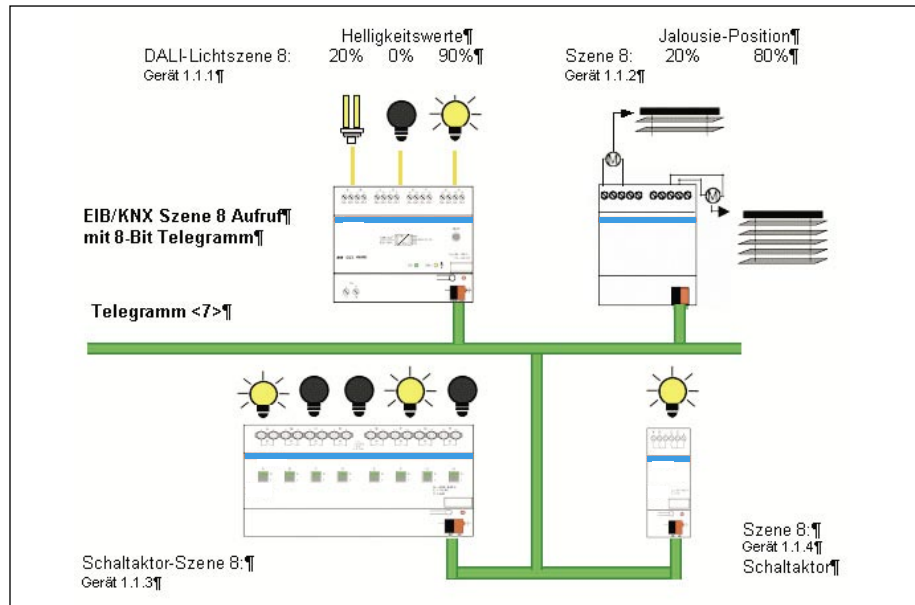 Helligkeitswerte¶
DALI-Lichtszene 8: 20% 0% 90%¶
Gerät 1.1.1¶
Jalousie-Position¶
Szene 8: 20% 80%¶
Gerät 1.1.2¶
M
M
EIB/KNX Szene 8 Aufruf¶
mit 8-Bit Telegramm¶
Telegramm <7>¶
Schaltaktor-Szene 8:¶
Gerät 1.1.3¶
Szene 8:¶
Gerät 1.1.4¶
Schaltaktor¶